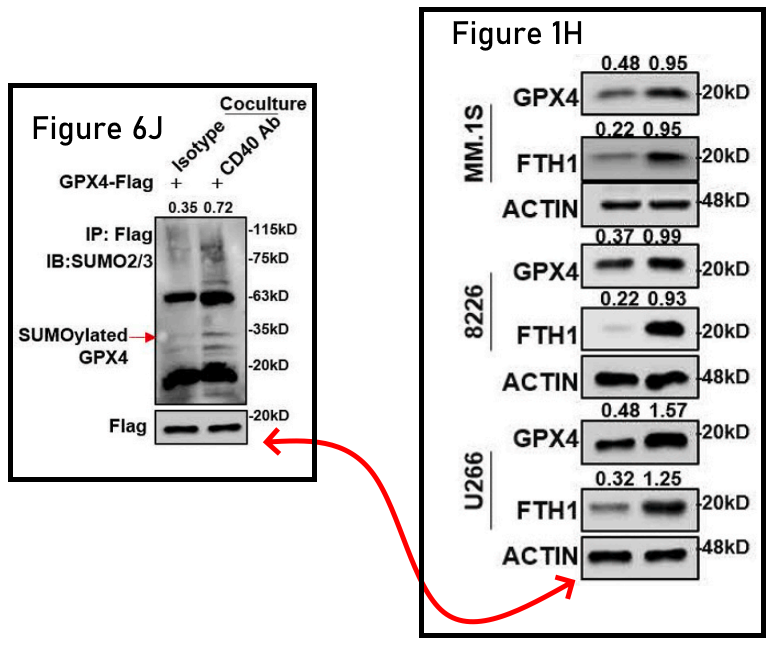 Figure 6J
Coculture
Isotype
CD40 Ab
GPX4-Flag + +
0.35 0.72
IP: Flag
IB:SUMO2/3
-115kD
-75kD
-63kD
-35kD
SUMOylated
GPX4
-20kD
Flag
-20kD
Figure 1H
MM.1S
0.48 0.95
GPX4 -20kD
0.22 0.95
FTH1 -20kD
ACTIN -48kD
8226
0.37 0.99
GPX4 -20kD
0.22 0.93
FTH1 -20kD
ACTIN -48kD
U266
0.48 1.57
GPX4 -20kD
0.32 1.25
FTH1 -20kD
ACTIN -48kD